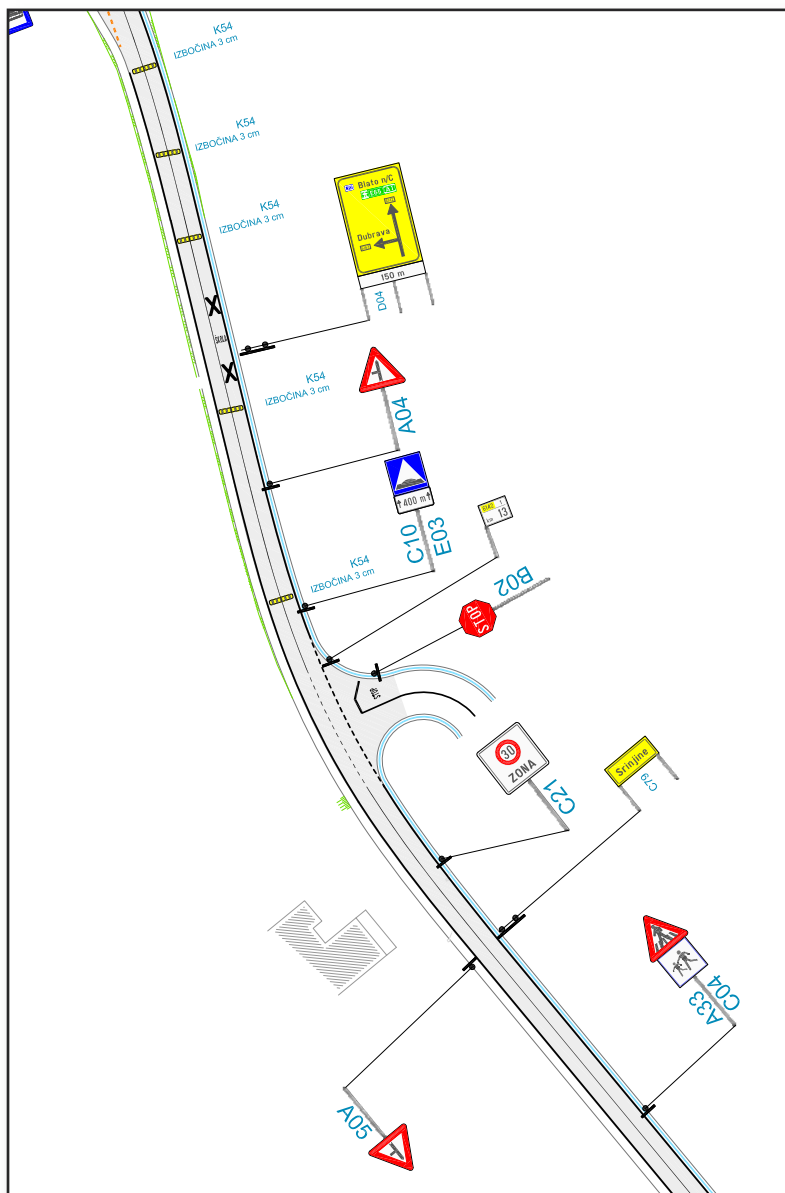 K54
IZBOČINA 3 cm
K54
IZBOČINA 3 cm
K54
IZBOČINA 3 cm
Blato n/C
Dubrava
150 m
D04
ŠKOLA
K54
IZBOČINA 3 cm
A04
400 m
C10
E03
13
K54
IZBOČINA 3 cm
B02
STOP
STOP
30
ZONA
C21
Srinjine
C79
C04
A33
A05